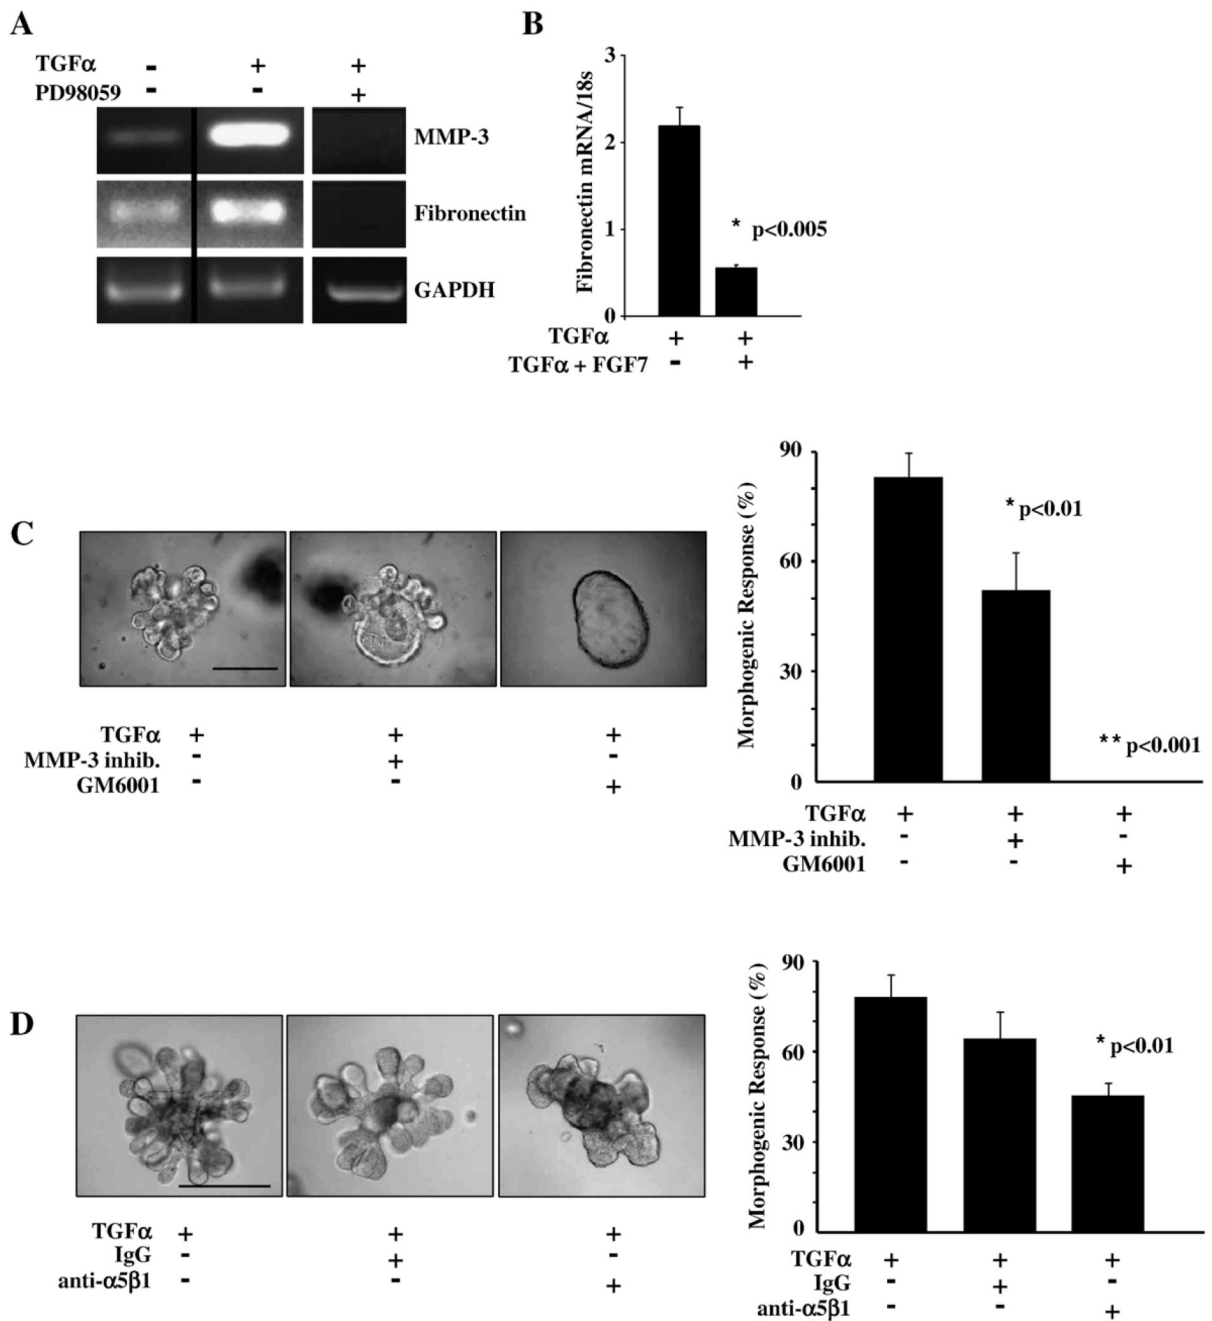 A
TGFα - + +
PD98059 - - +
MMP-3
Fibronectin
GAPDH
B
Fibronectin mRNA/18s
3
2
1
0
* p<0.005
TGFα + +
TGFα + FGF7 - +
C
TGFα + + +
MMP-3 inhib. - + -
GM6001 - - +
Morphogenic Response (%)
90
60
30
0
* p<0.01
** p<0.001
TGFα + + +
MMP-3 inhib. - + -
GM6001 - - +
D
TGFα + + +
IgG - + -
anti-α5β1 - - +
Morphogenic Response (%)
90
60
30
0
* p<0.01
TGFα + + +
IgG - + -
anti-α5β1 - - +